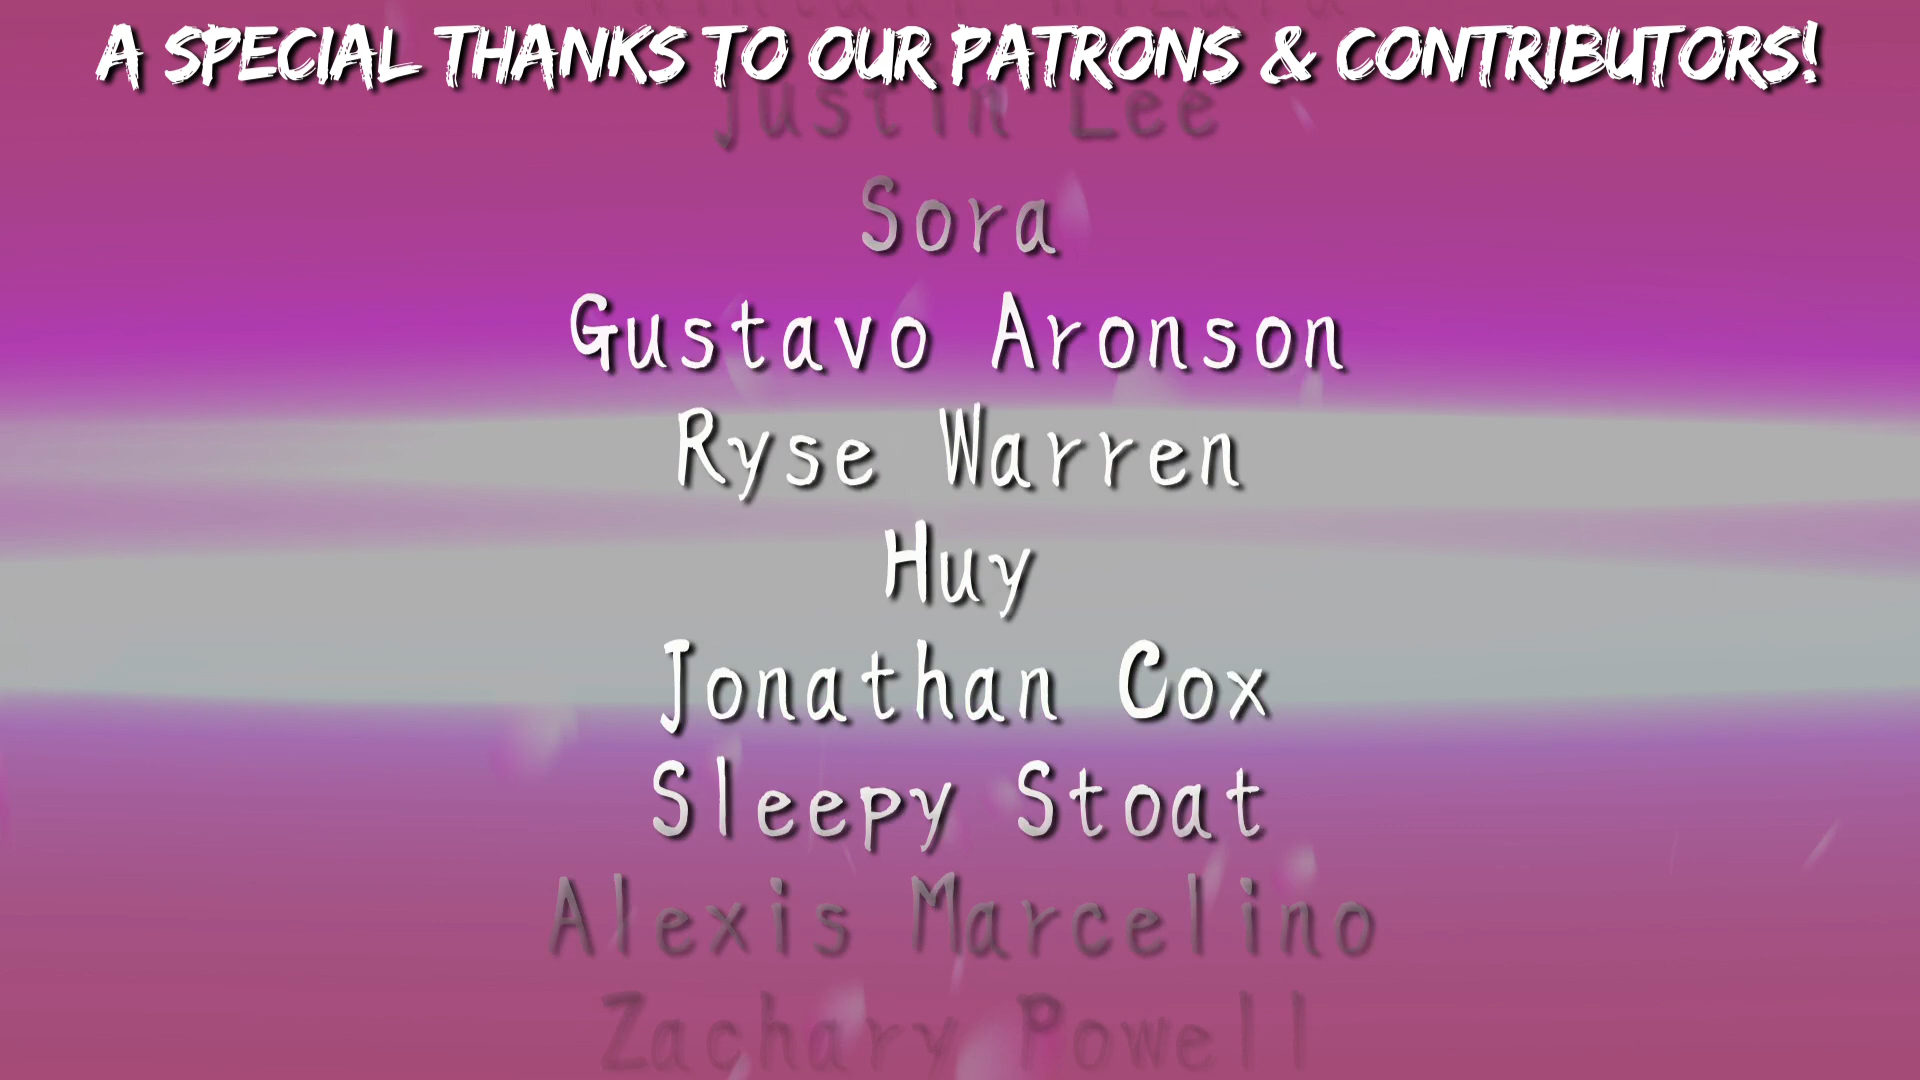 A SPECIAL THANKS TO OUR PATRONS & CONTRIBUTORS!
Justin Lee
Sora
Gustavo Aronson
Ryse Warren
Huy
Jonathan Cox
Sleepy Stoat
Alexis Marcelino
Zachary Powell